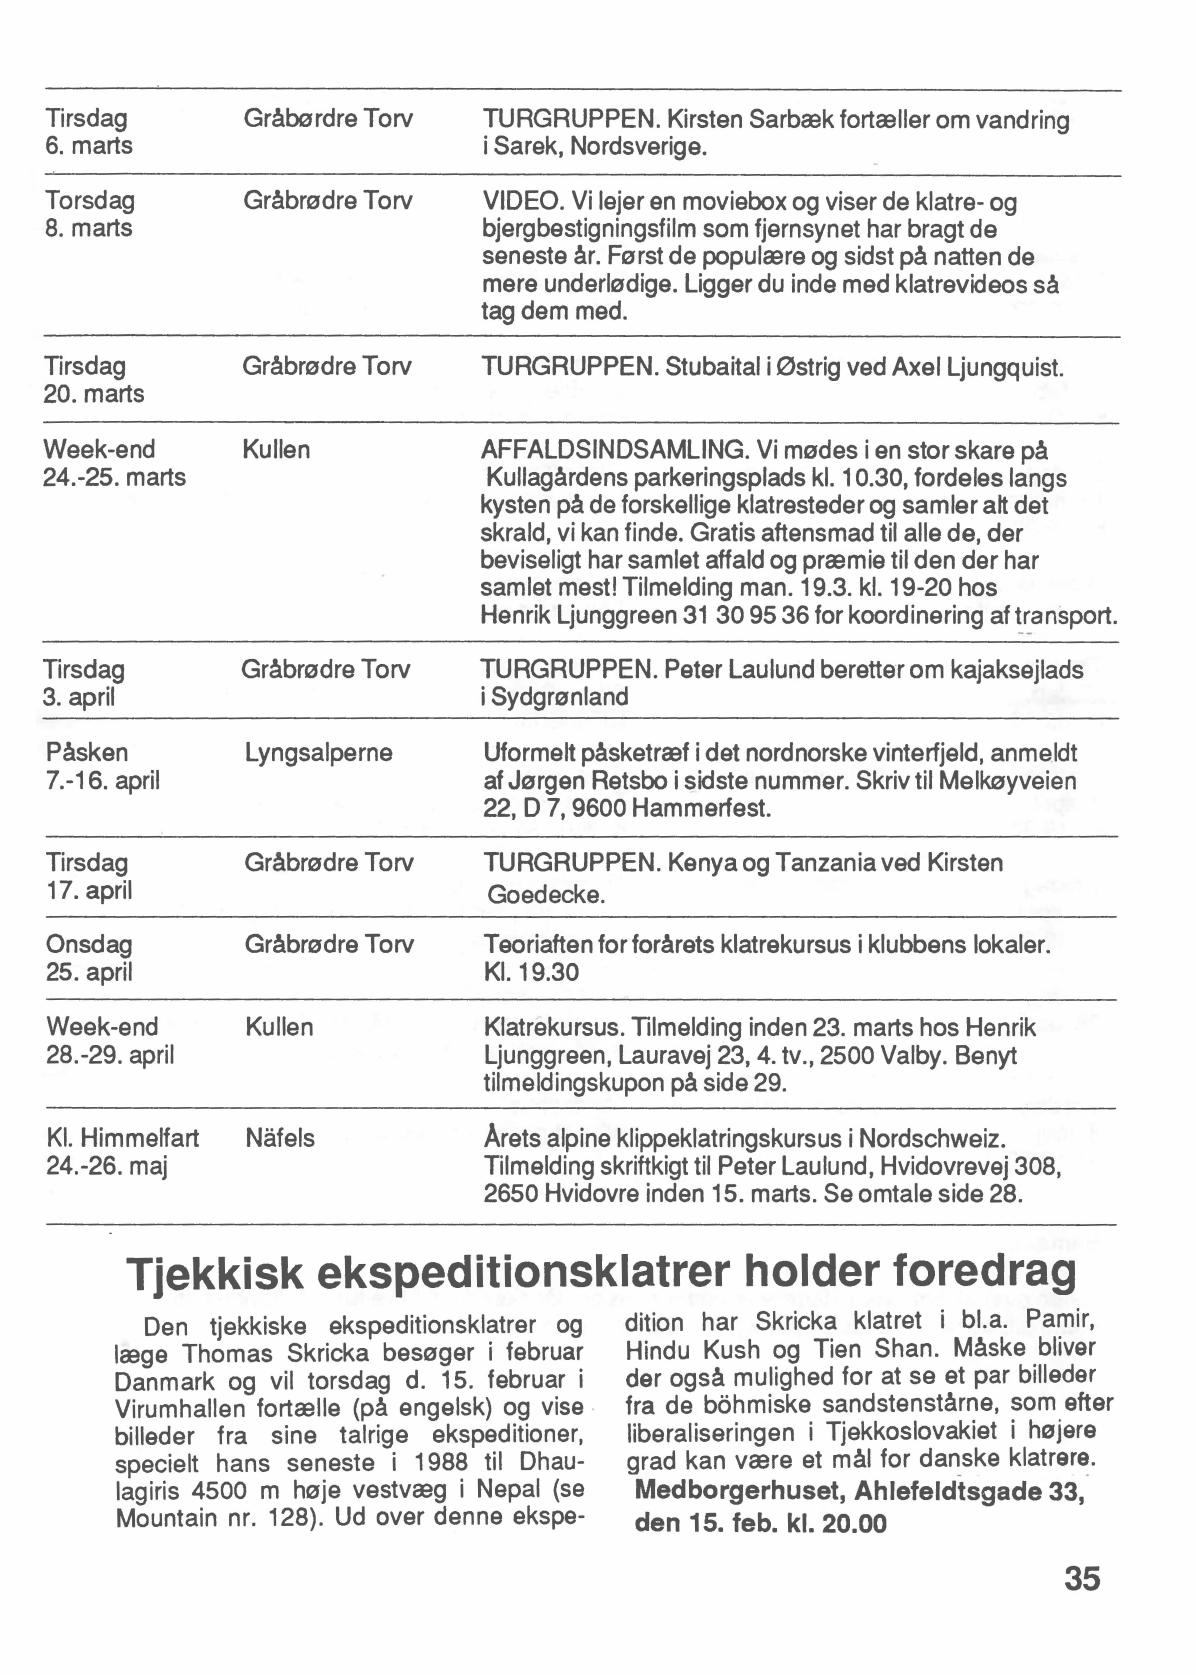 Tirsdag Gråbørdre Torv TURGRUPPEN. Kirsten Sarbæk fortæller om vandring
6. marts i Sarek, Nordsverige.
Torsdag Gråbrødre Torv VIDEO. Vi lejer en moviebox og viser de klatre- og
8. marts bjergbestigningsfilm som fjernsynet har bragt de
seneste år. Først de populære og sidst på natten de
mere underlødige. Ligger du inde med klatrevideos så
tag dem med.
Tirsdag Gråbrødre Torv TURGRUPPEN. Stubaital i Østrig ved Axel Ljungquist.
20. marts
Week-end Kullen AFFALDSINDSAMLING. Vi mødes i en stor skare på
24.-25. marts Kullagårdens parkeringsplads kl. 10.30, fordeles langs
kysten på de forskellige klatresteder og samler alt det
skrald, vi kan finde. Gratis aftensmad til alle de, der
beviseligt har samlet affald og præmie til den der har
samlet mest! Tilmelding man. 19.3. kl. 19-20 hos
Henrik Ljunggreen 31 30 95 36 for koordinering af transport.
Tirsdag Gråbrødre Torv TURGRUPPEN. Peter Laulund beretter om kajaksejlads
3. april i Sydgrønland
Påsken Lyngsalperne Uformelt påsketræf i det nordnorske vinterfjeld, anmeldt
7.-16. april af Jørgen Retsbo i sidste nummer. Skriv til Melkøyveien
22, D 7, 9600 Hammerfest.
Tirsdag Gråbrødre Torv TURGRUPPEN. Kenya og Tanzania ved Kirsten
17. april Goedecke.
Onsdag Gråbrødre Torv Teoriaften for forårets klatrekursus i klubbens lokaler.
25. april Kl. 19.30
Week-end Kullen Klatrekursus. Tilmelding inden 23. marts hos Henrik
28.-29. april Ljunggreen, Lauravej 23, 4. tv., 2500 Valby. Benyt
tilmeldingskupon på side 29.
Kl. Himmelfart Näfels Årets alpine klippeklatringskursus i Nordschweiz.
24.-26. maj Tilmelding skriftkigt til Peter Laulund, Hvidovrevej 308,
2650 Hvidovre inden 15. marts. Se omtale side 28.
Tjekkisk ekspeditionsklatrer holder foredrag
Den tjekkiske ekspeditionsklatrer og
læge Thomas Skricka besøger i februar
Danmark og vil torsdag d. 15. februar i
Virumhallen fortælle (på engelsk) og vise
billeder fra sine talrige ekspeditioner,
specielt hans seneste i 1988 til Dhau-
lagiris 4500 m høje vestvæg i Nepal (se
Mountain nr. 128). Ud over denne ekspe-
dition har Skricka klatret i bl.a. Pamir,
Hindu Kush og Tien Shan. Måske bliver
der også mulighed for at se et par billeder
fra de böhmiske sandstenstårne, som efter
liberaliseringen i Tjekkoslovakiet i højere
grad kan være et mål for danske klatrere.
Medborgerhuset, Ahlefeldtsgade 33,
den 15. feb. kl. 20.00
35